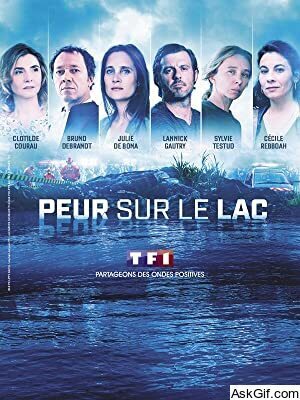 CLOTILDE
COURAU
BRUNO
DEBRANDT
JULIE
DE BONA
LANNICK
GAUTRY
SYLVIE
TESTUD
CÉCILE
REBBOAH
PEUR SUR LE LAC
TF1
PARTAGEONS DES ONDES POSITIVES
AskGif.com